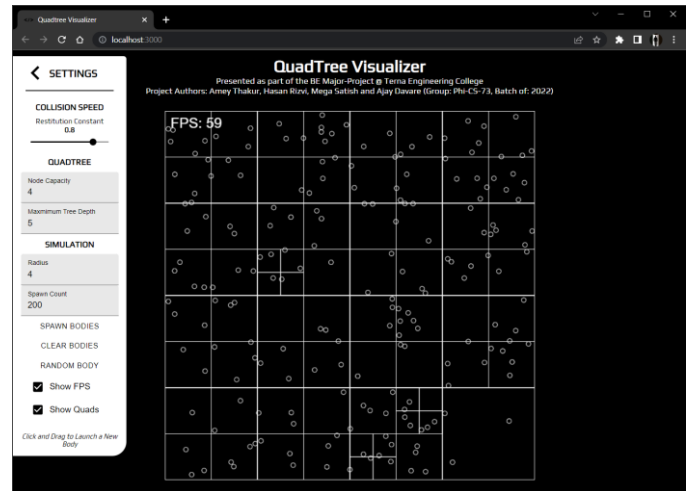 Quadtree Visualizer
localhost:3000
SETTINGS
COLLISION SPEED
Restitution Constant
0.8
QUADTREE
Node Capacity
4
Maxmimum Tree Depth
5
SIMULATION
Radius
4
Spawn Count
200
SPAWN BODIES
CLEAR BODIES
RANDOM BODY
Show FPS
Show Quads
Click and Drag to Launch a New
Body
QuadTree Visualizer
Presented as part of the BE Major-Project @ Terna Engineering College
Project Authors: Amey Thakur, Hasan Rizvi, Mega Satish and Ajay Davare (Group: Phi-CS-73, Batch of: 2022)
FPS: 59